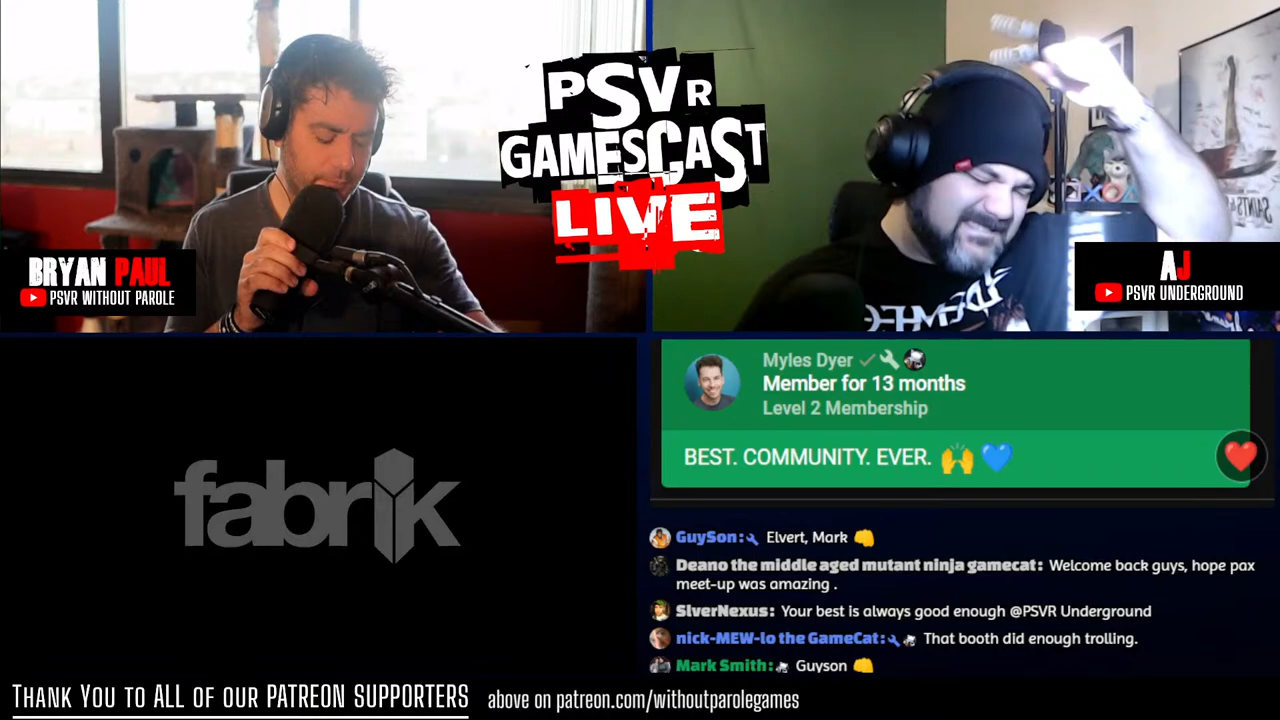 PSVR
GAMESCAST
LIVE
BRYAN PAUL
PSVR WITHOUT PAROLE
AJ
PSVR UNDERGROUND
fabrik
Myles Dyer
Member for 13 months
Level 2 Membership
BEST. COMMUNITY. EVER. 🙌 💙
GuySon: Elvert, Mark 👊
Deano the middle aged mutant ninja gamecat: Welcome back guys, hope pax
meet-up was amazing .
SlverNexus: Your best is always good enough @PSVR Underground
nick-MEW-lo the GameCat: That booth did enough trolling.
Mark Smith: Guyson 👊
THANK YOU TO ALL OF OUR PATREON SUPPORTERS above on patreon.com/withoutparolegames